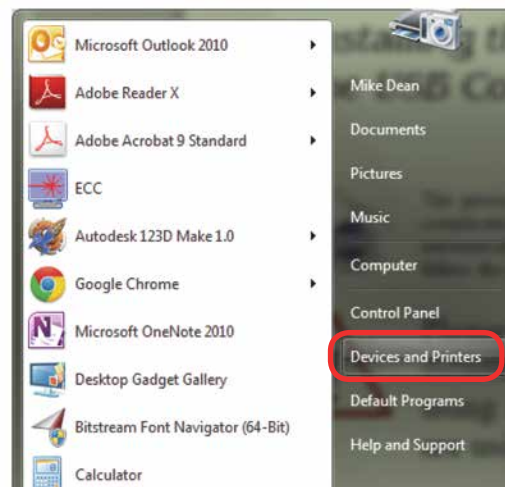 Microsoft Outlook 2010
Adobe Reader X
Adobe Acrobat 9 Standard
ECC
Autodesk 123D Make 1.0
Google Chrome
Microsoft OneNote 2010
Desktop Gadget Gallery
Bitstream Font Navigator (64-Bit)
Calculator
Mike Dean
Documents
Pictures
Music
Computer
Control Panel
Devices and Printers
Default Programs
Help and Support